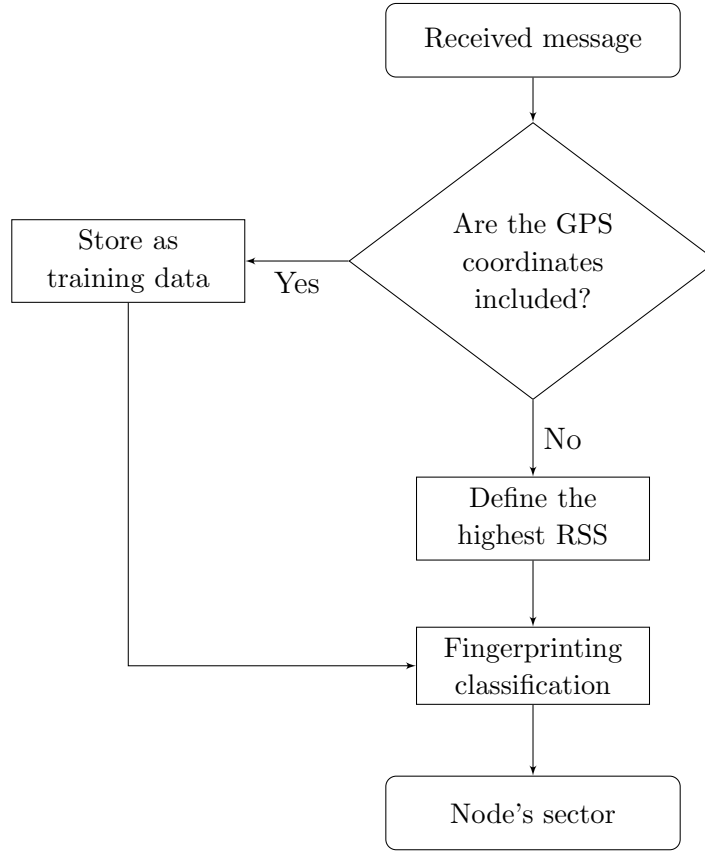 Received message
Are the GPS
coordinates
included?
Store as
training data
Yes
No
Define the
highest RSS
Fingerprinting
classification
Node's sector